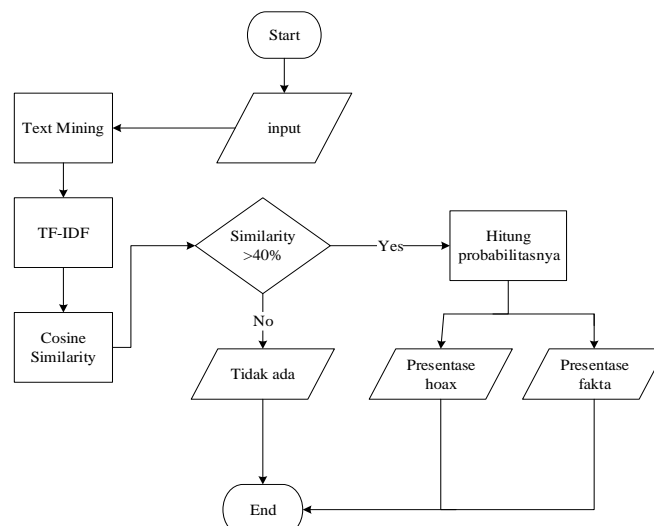 Start
input
Text Mining
TF-IDF
Cosine
Similarity
Similarity
>40%
Yes
Hitung
probabilitasnya
No
Tidak ada
Presentase
hoax
Presentase
fakta
End